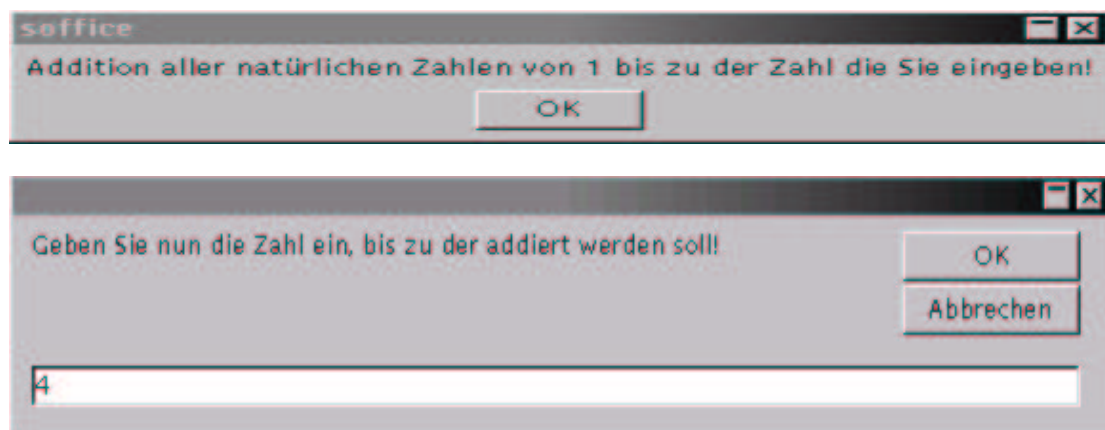 soffice
Addition aller natürlichen Zahlen von 1 bis zu der Zahl die Sie eingeben!
OK
Geben Sie nun die Zahl ein, bis zu der addiert werden soll!
OK
Abbrechen
4